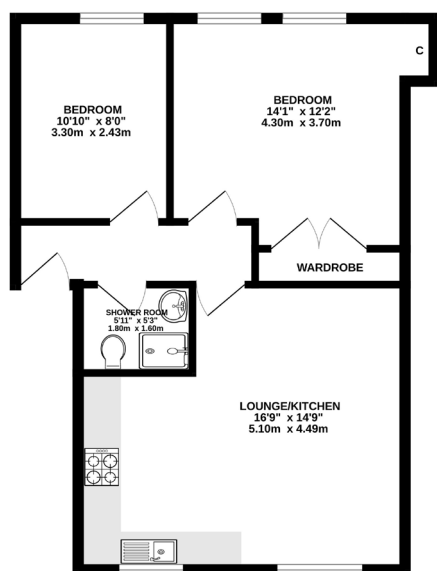 C
BEDROOM
10'10" x 8'0"
3.30m x 2.43m
BEDROOM
14'1" x 12'2"
4.30m x 3.70m
WARDROBE
SHOWER ROOM
5'11" x 5'3"
1.80m x 1.60m
LOUNGE/KITCHEN
16'9" x 14'9"
5.10m x 4.49m